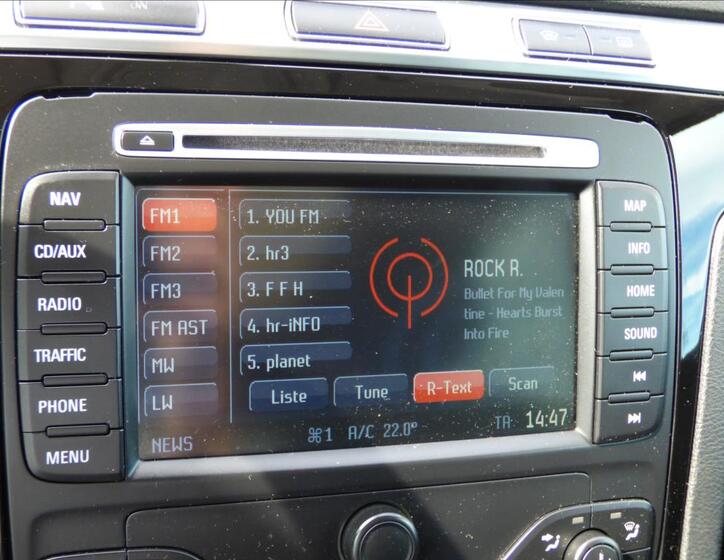 ON
NAV
CD/AUX
RADIO
TRAFFIC
PHONE
MENU
FM1
FM2
FM3
FM AST
MW
LW
NEWS
1. YOU FM
2. hr3
3. F F H
4. hr-iNFO
5. planet
ROCK R.
Bullet For My Valen
tine - Hearts Burst
Into Fire
Liste
Tune
R-Text
Scan
1 A/C 22.0°
TA
14:47
MAP
INFO
HOME
SOUND